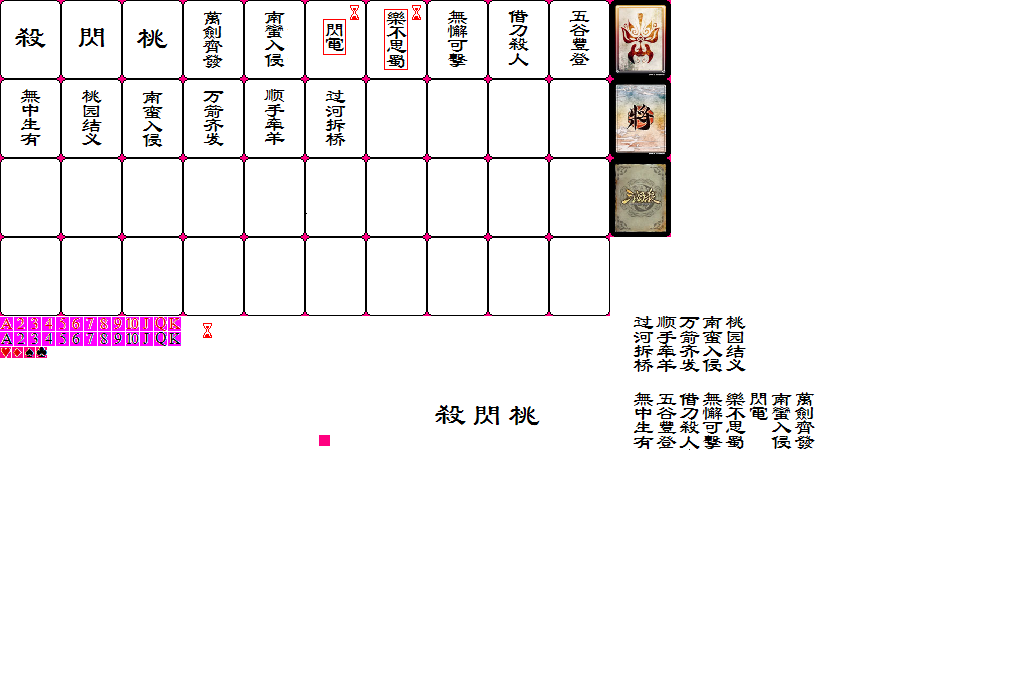 殺
閃
桃
萬劍齊發
南蠻入侵
閃電
樂不思蜀
無懈可擊
借刀殺人
五谷豐登
無中生有
桃园结义
南蛮入侵
万箭齐发
顺手牵羊
过河拆桥
將
A 2 3 4 5 6 7 8 9 10 J Q K
A 2 3 4 5 6 7 8 9 10 J Q K
♥ ♦ ♠ ♣
过河拆桥
顺手牵羊
万箭齐发
南蛮入侵
桃园结义
殺 閃 桃
無中生有
五谷豐登
借刀殺人
無懈可擊
樂不思蜀
閃電
南蠻入侵
萬劍齊發